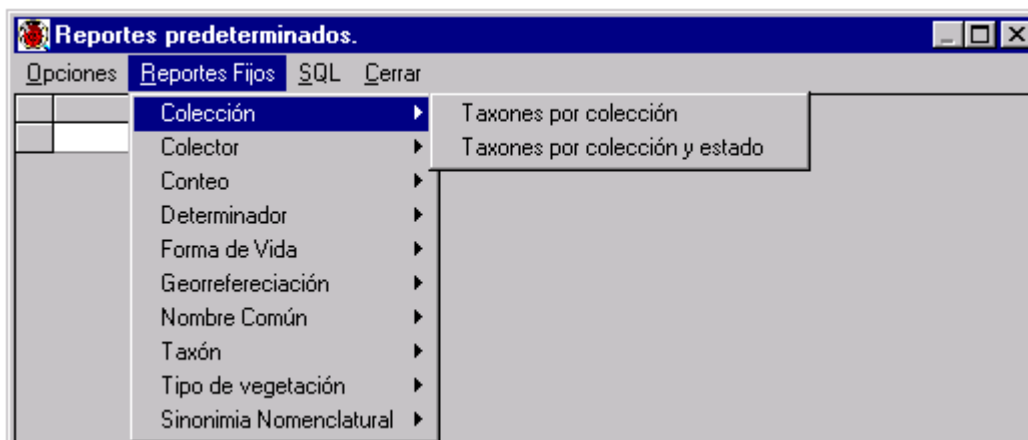 Reportes predeterminados.
Opciones Reportes Fijos SQL Cerrar
Colección Taxones por colección
Colector Taxones por colección y estado
Conteo
Determinador
Forma de Vida
Georrefereciación
Nombre Común
Taxón
Tipo de vegetación
Sinonimia Nomenclatural